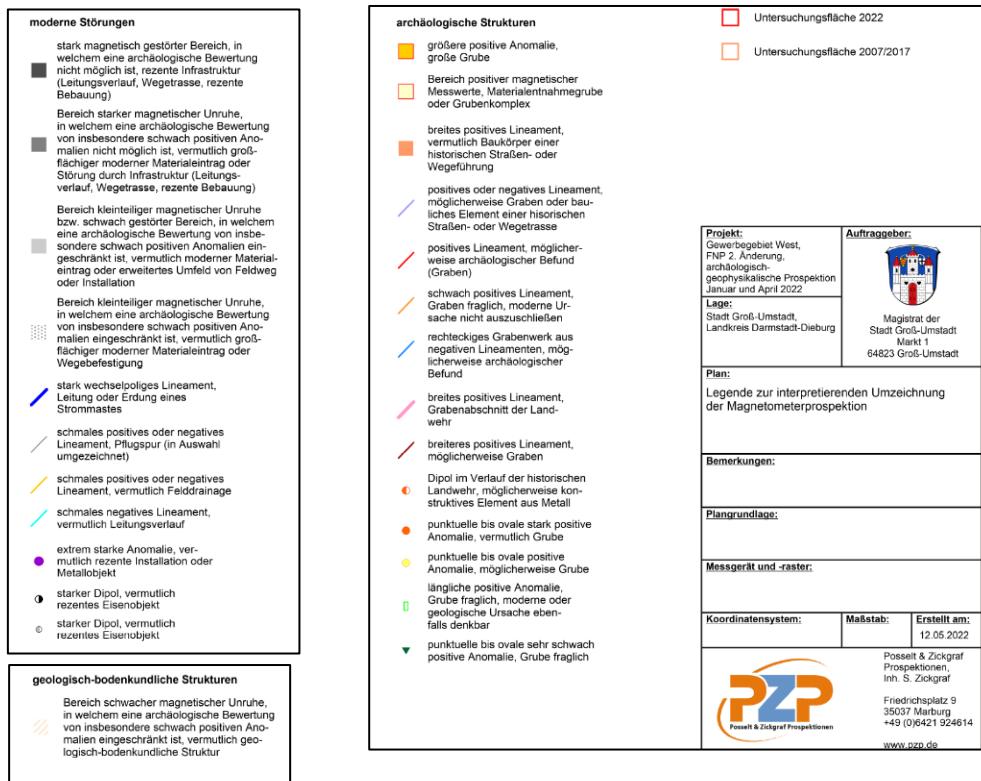 moderne Störungen
stark magnetisch gestörter Bereich, in
welchem eine archäologische Bewertung
nicht möglich ist, rezente Infrastruktur
(Leitungsverlauf, Wegetrasse, rezente
Bebauung)
Bereich starker magnetischer Unruhe,
in welchem eine archäologische Bewertung
von insbesondere schwach positiven Ano-
malien nicht möglich ist, vermutlich groß-
flächiger moderner Materialeintrag oder
Störung durch Infrastruktur (Leitungs-
verlauf, Wegetrasse, rezente Bebauung)
Bereich kleinteiliger magnetischer Unruhe
bzw. schwach gestörter Bereich, in welchem
eine archäologische Bewertung von insbe-
sondere schwach positiven Anomalien ein-
geschränkt ist, vermutlich moderner Material-
eintrag oder erweitertes Umfeld von Feldweg
oder Installation
Bereich kleinteiliger magnetischer Unruhe,
in welchem eine archäologische Bewertung
von insbesondere schwach positiven Ano-
malien eingeschränkt ist, vermutlich groß-
flächiger moderner Materialeintrag oder
Wegebefestigung
stark wechselpoliges Lineament,
Leitung oder Erdung eines
Strommastes
schmales positives oder negatives
Lineament, Pflugspur (in Auswahl
umgezeichnet)
schmales positives oder negatives
Lineament, vermutlich Felddrainage
schmales negatives Lineament,
vermutlich Leitungsverlauf
extrem starke Anomalie, ver-
mutlich rezente Installation oder
Metallobjekt
starker Dipol, vermutlich
rezentes Eisenobjekt
starker Dipol, vermutlich
rezentes Eisenobjekt
geologisch-bodenkundliche Strukturen
Bereich schwacher magnetischer Unruhe,
in welchem eine archäologische Bewertung
von insbesondere schwach positiven Ano-
malien eingeschränkt ist, vermutlich geo-
logisch-bodenkundliche Struktur
archäologische Strukturen
größere positive Anomalie,
große Grube
Bereich positiver magnetischer
Messwerte, Materialentnahmegrube
oder Grubenkomplex
breites positives Lineament,
vermutlich Baukörper einer
historischen Straßen- oder
Wegeführung
positives oder negatives Lineament,
möglicherweise Graben oder bau-
liches Element einer hisorischen
Straßen- oder Wegetrasse
positives Lineament, möglicher-
weise archäologischer Befund
(Graben)
schwach positives Lineament,
Graben fraglich, moderne Ur-
sache nicht auszuschließen
rechteckiges Grabenwerk aus
negativen Lineamenten, mög-
licherweise archäologischer
Befund
breites positives Lineament,
Grabenabschnitt der Land-
wehr
breiteres positives Lineament,
möglicherweise Graben
Dipol im Verlauf der historischen
Landwehr, möglicherweise kon-
struktives Element aus Metall
punktuelle bis ovale stark positive
Anomalie, vermutlich Grube
punktuelle bis ovale positive
Anomalie, möglicherweise Grube
längliche positive Anomalie,
Grube fraglich, moderne oder
geologische Ursache eben-
falls denkbar
punktuelle bis ovale sehr schwach
positive Anomalie, Grube fraglich
Untersuchungsfläche 2022
Untersuchungsfläche 2007/2017
Projekt:
Gewerbegebiet West,
FNP 2. Änderung,
archäologisch-
geophysikalische Prospektion
Januar und April 2022
Auftraggeber:
Magistrat der
Stadt Groß-Umstadt
Markt 1
64823 Groß-Umstadt
Lage:
Stadt Groß-Umstadt,
Landkreis Darmstadt-Dieburg
Plan:
Legende zur interpretierenden Umzeichnung
der Magnetometerprospektion
Bemerkungen:
Plangrundlage:
Messgerät und -raster:
Koordinatensystem:
Maßstab:
Erstellt am:
12.05.2022
PZP
Posselt & Zickgraf Prospektionen
Posselt & Zickgraf
Prospektionen,
Inh. S. Zickgraf
Friedrichsplatz 9
35037 Marburg
+49 (0)6421 924614
www.pzp.de